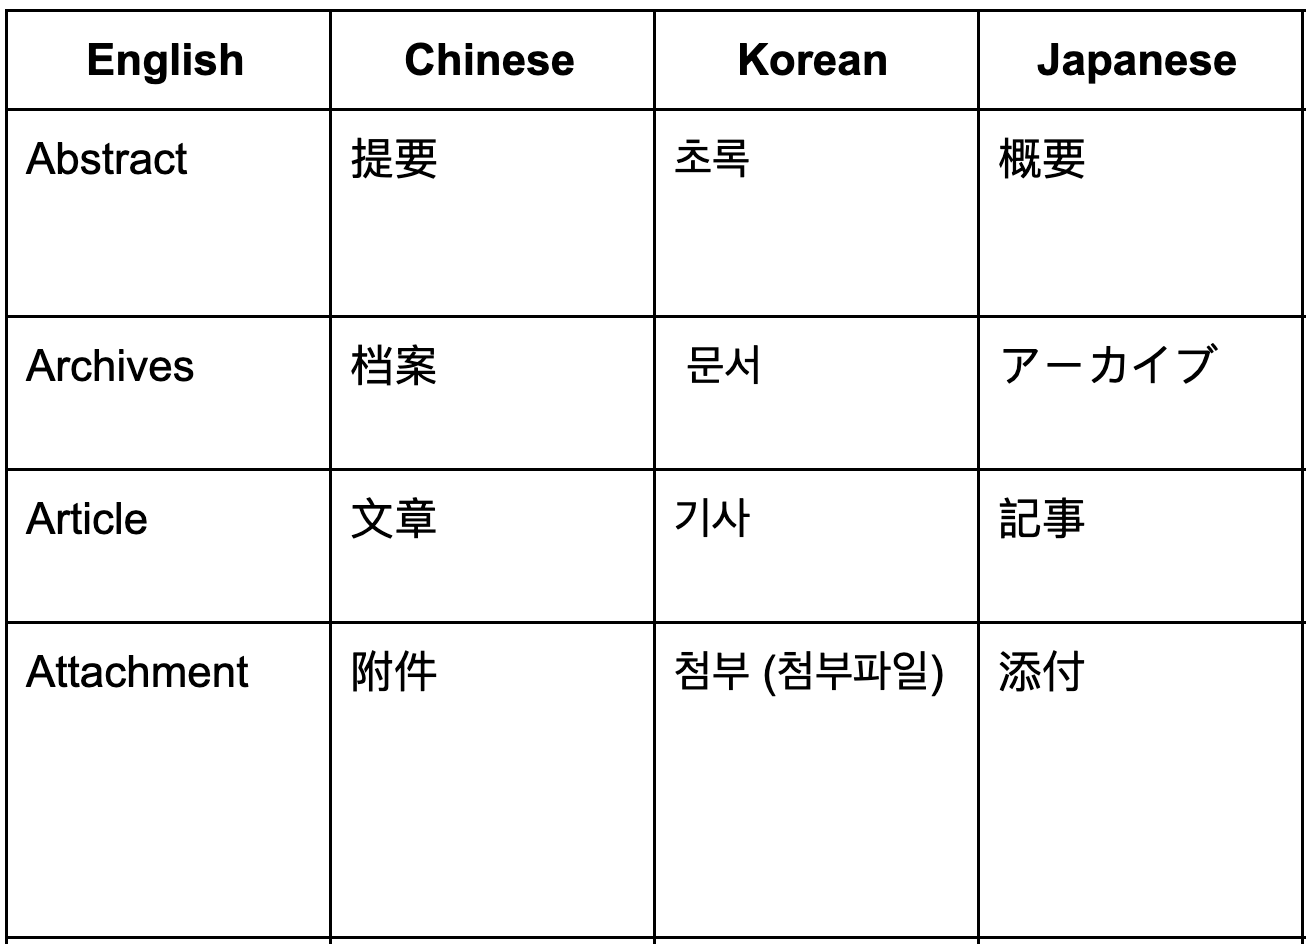 English Chinese Korean Japanese
Abstract 提要 초록 概要
Archives 档案 문서 アーカイブ
Article 文章 기사 記事
Attachment 附件 첨부 (첨부파일) 添付